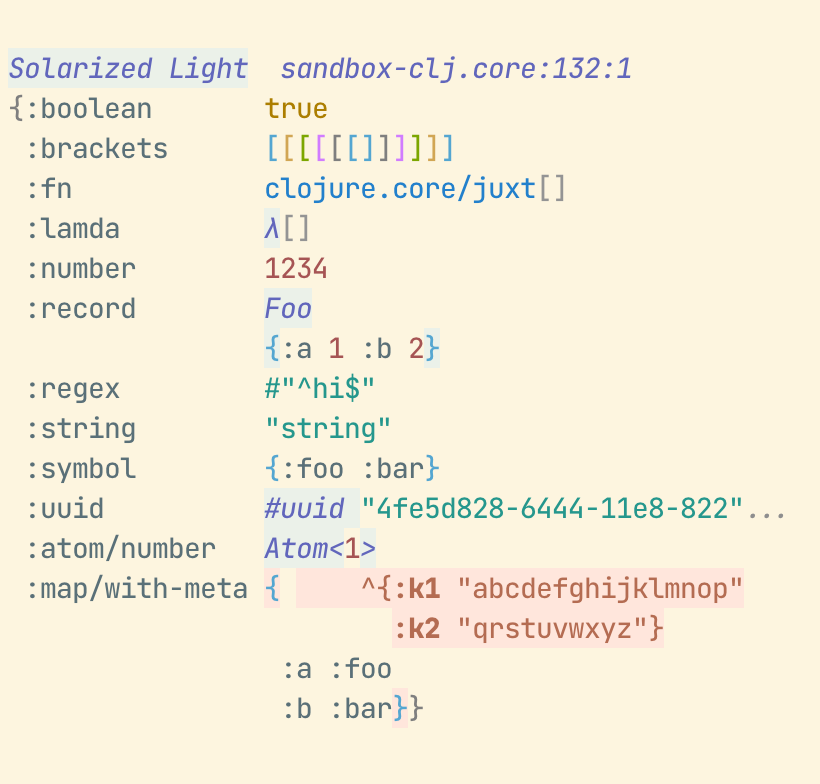 Solarized Light  sandbox-clj.core:132:1
{:boolean       true
 :brackets      [[[[[[[]]]]]]]
 :fn            clojure.core/juxt[]
 :lamda         λ[]
 :number        1234
 :record        Foo
                {:a 1 :b 2}
 :regex         #"^hi$"
 :string        "string"
 :symbol        {:foo :bar}
 :uuid          #uuid "4fe5d828-6444-11e8-822"...
 :atom/number   Atom<1>
 :map/with-meta {     ^{:k1 "abcdefghijklmnop"
                        :k2 "qrstuvwxyz"}
                 :a :foo
                 :b :bar}}